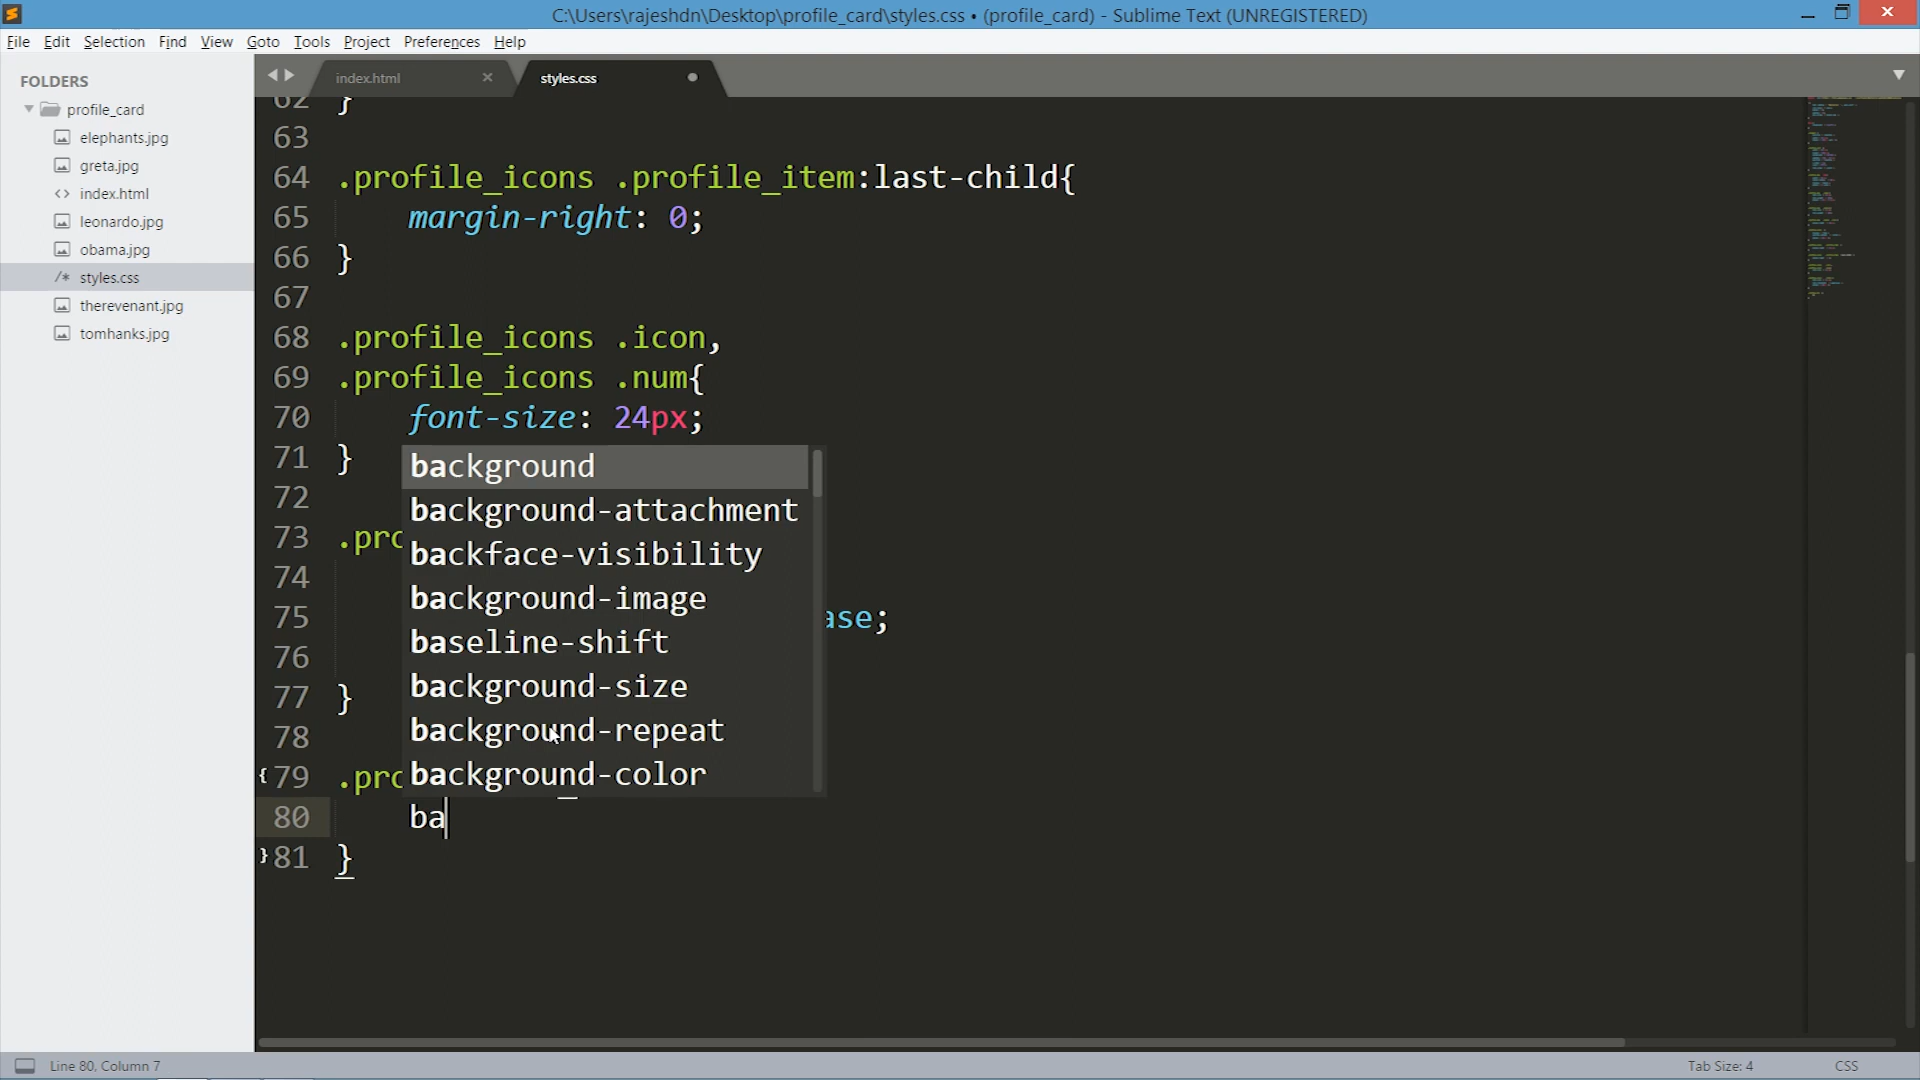 C:\Users\rajeshdn\Desktop\profile_card\styles.css • (profile_card) - Sublime Text (UNREGISTERED)
File Edit Selection Find View Goto Tools Project Preferences Help
FOLDERS
profile_card
elephants.jpg
greta.jpg
<> index.html
leonardo.jpg
obama.jpg
/* styles.css
therevenant.jpg
tomhanks.jpg
index.html
styles.css
62 }
63
64 .profile_icons .profile_item:last-child{
65 margin-right: 0;
66 }
67
68 .profile_icons .icon,
69 .profile_icons .num{
70 font-size: 24px;
71 }
72
73 .pro
74
75 ase;
76
77 }
78
79 .pro
80 ba
81 }
background
background-attachment
backface-visibility
background-image
baseline-shift
background-size
background-repeat
background-color
Line 80, Column 7
Tab Size: 4
CSS